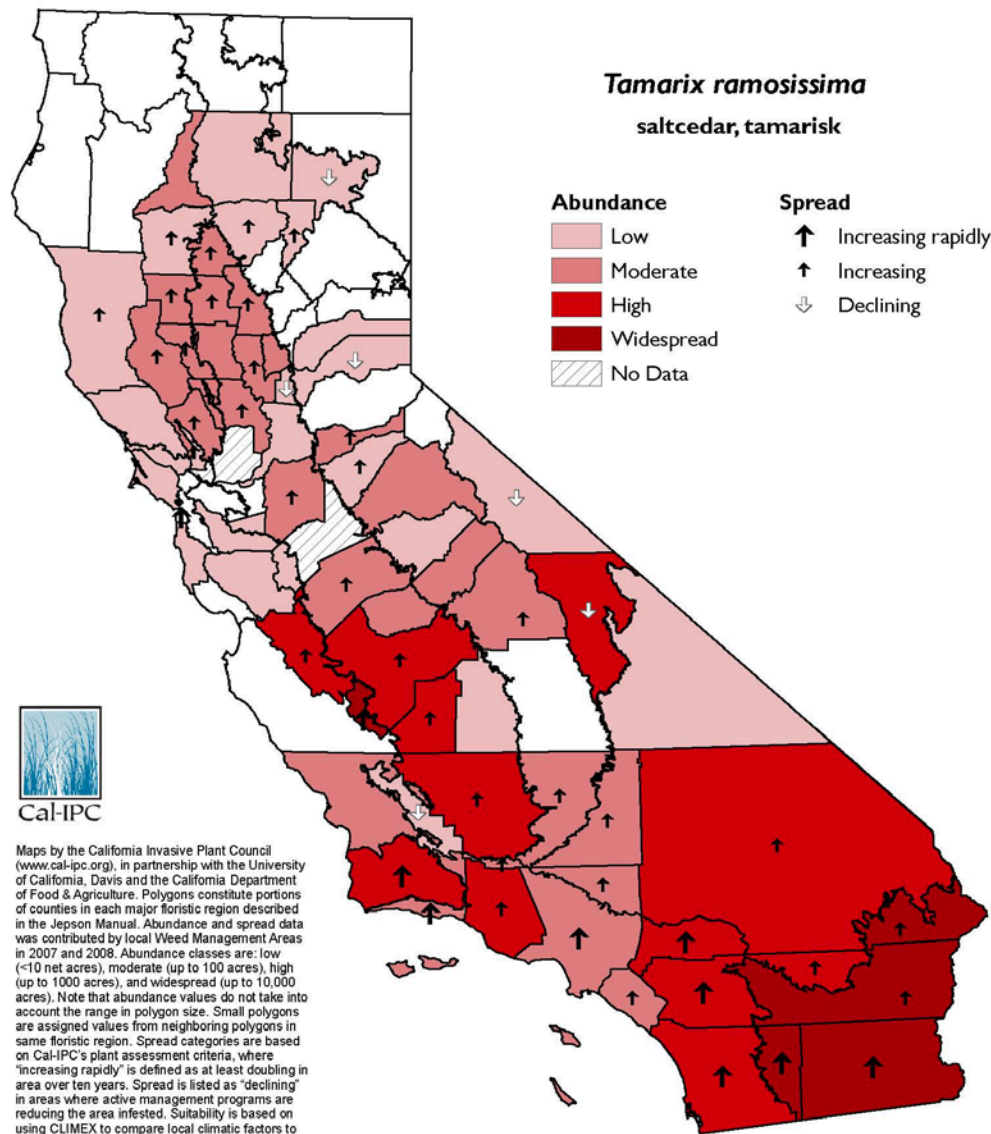 Tamarix ramosissima
saltcedar, tamarisk
Abundance
Low
Moderate
High
Widespread
No Data
Spread
Increasing rapidly
Increasing
Declining
Cal-IPC
Maps by the California Invasive Plant Council
(www.cal-ipc.org), in partnership with the University
of California, Davis and the California Department
of Food & Agriculture. Polygons constitute portions
of counties in each major floristic region described
in the Jepson Manual. Abundance and spread data
was contributed by local Weed Management Areas
in 2007 and 2008. Abundance classes are: low
(<10 net acres), moderate (up to 100 acres), high
(up to 1000 acres), and widespread (up to 10,000
acres). Note that abundance values do not take into
account the range in polygon size. Small polygons
are assigned values from neighboring polygons in
same floristic region. Spread categories are based
on Cal-IPC's plant assessment criteria, where
"increasing rapidly" is defined as at least doubling in
area over ten years. Spread is listed as "declining"
in areas where active management programs are
reducing the area infested. Suitability is based on
using CLIMEX to compare local climatic factors to